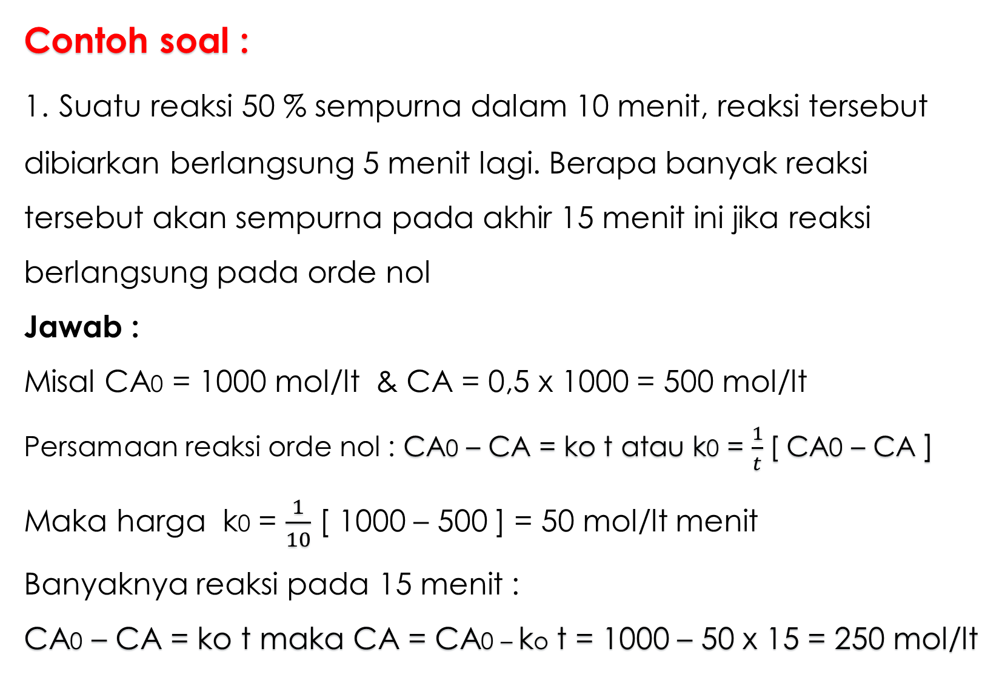 Contoh soal :
1. Suatu reaksi 50 % sempurna dalam 10 menit, reaksi tersebut
dibiarkan berlangsung 5 menit lagi. Berapa banyak reaksi
tersebut akan sempurna pada akhir 15 menit ini jika reaksi
berlangsung pada orde nol
Jawab :
Misal CA0 = 1000 mol/lt & CA = 0,5 x 1000 = 500 mol/lt
Persamaan reaksi orde nol : CA0 – CA = ko t atau k0 = 1/t [ CA0 – CA ]
Maka harga k0 = 1/10 [ 1000 – 500 ] = 50 mol/lt menit
Banyaknya reaksi pada 15 menit :
CA0 – CA = ko t maka CA = CA0 – ko t = 1000 – 50 x 15 = 250 mol/lt